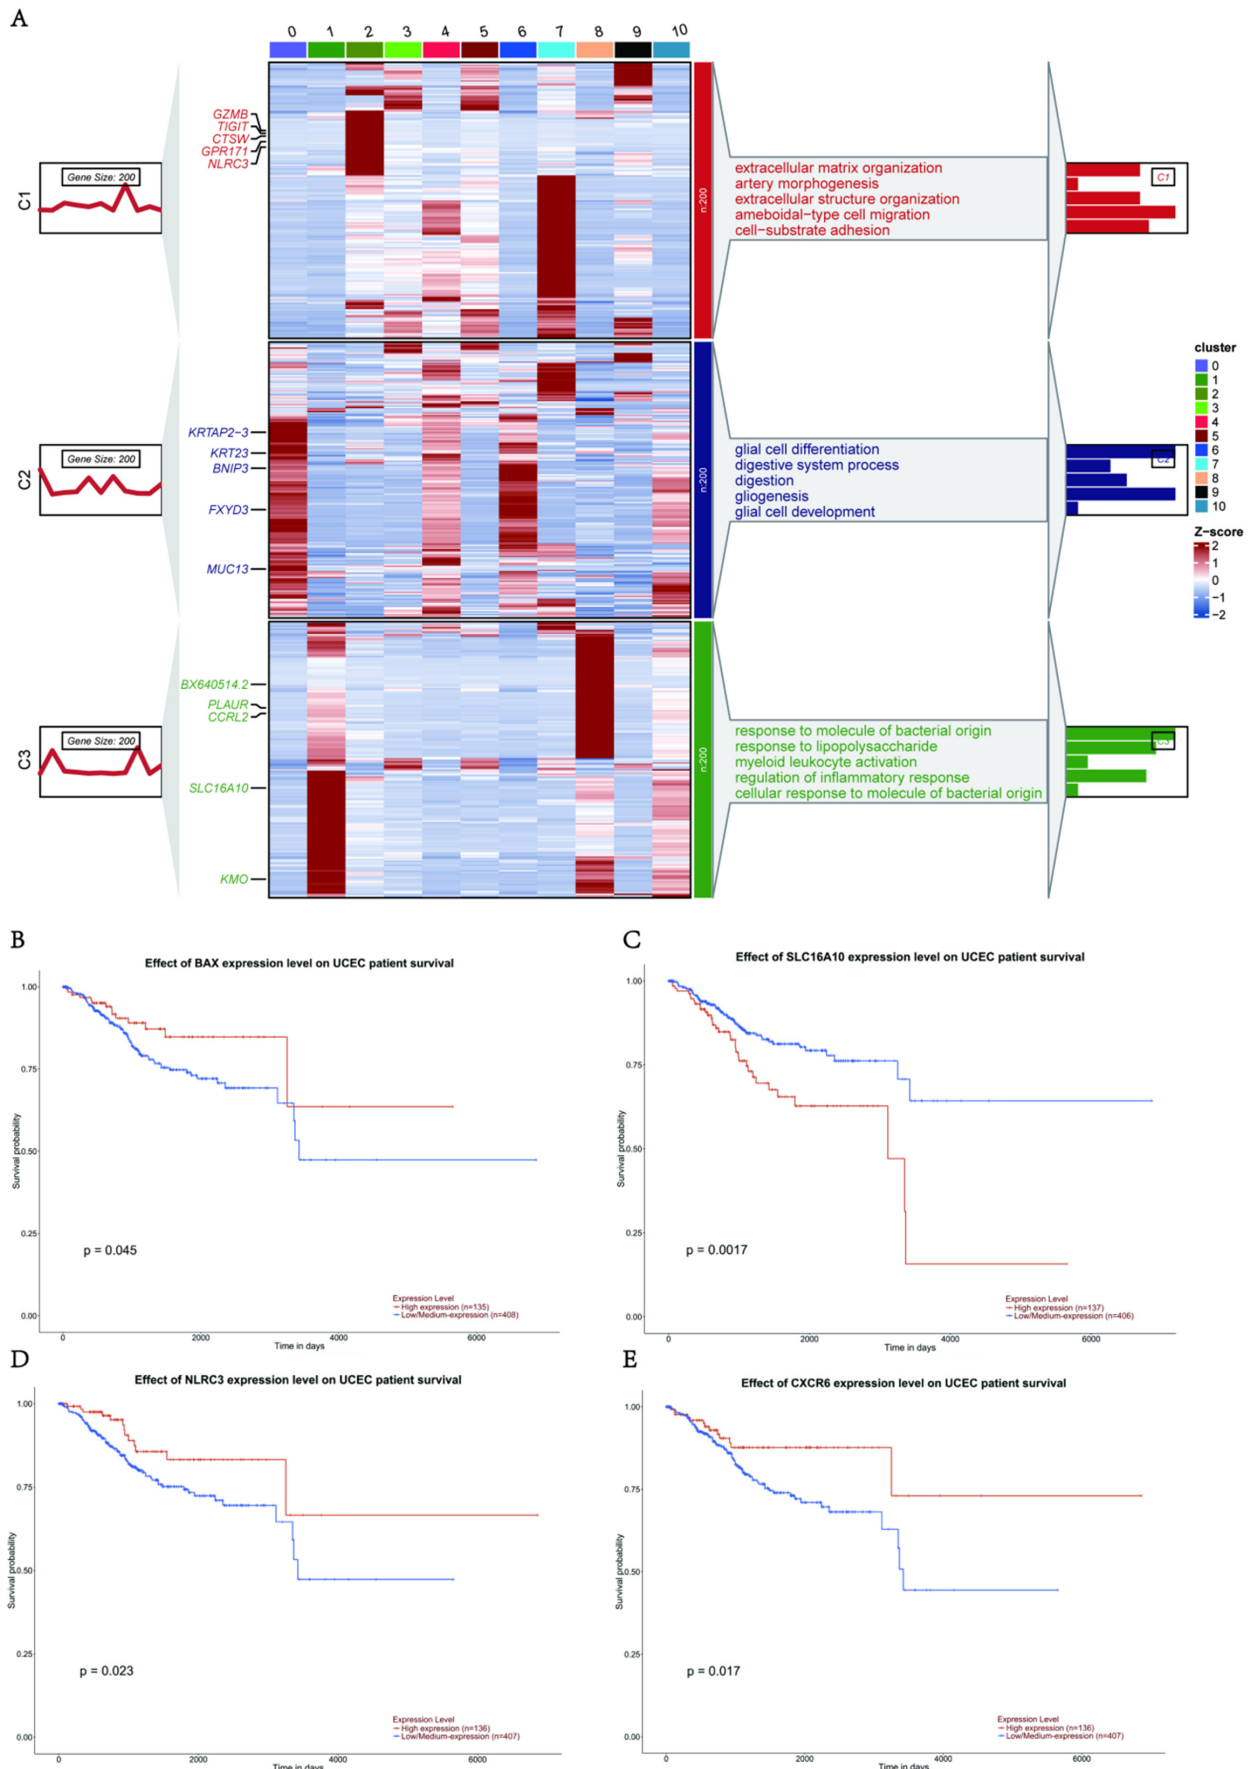 A
0 1 2 3 4 5 6 7 8 9 10
GZMB
TIGIT
CTSW
GPR171
NLRC3
C1
Gene Size: 200
n:200
extracellular matrix organization
artery morphogenesis
extracellular structure organization
ameboidal-type cell migration
cell-substrate adhesion
C1
C2
Gene Size: 200
KRTAP2-3
KRT23
BNIP3
FXYD3
MUC13
n:200
glial cell differentiation
digestive system process
digestion
gliogenesis
glial cell development
C2
cluster
0
1
2
3
4
5
6
7
8
9
10
Z-score
2
1
0
-1
-2
C3
Gene Size: 200
BX640514.2
PLAUR
CCRL2
SLC16A10
KMO
n:200
response to molecule of bacterial origin
response to lipopolysaccharide
myeloid leukocyte activation
regulation of inflammatory response
cellular response to molecule of bacterial origin
C3
B
Effect of BAX expression level on UCEC patient survival
Survival probability
1.00
0.75
0.50
0.25
0.00
p = 0.045
Expression Level
High expression (n=135)
Low/Medium-expression (n=408)
0 2000 4000 6000
Time in days
C
Effect of SLC16A10 expression level on UCEC patient survival
Survival probability
1.00
0.75
0.50
0.25
0.00
p = 0.0017
Expression Level
High expression (n=137)
Low/Medium-expression (n=406)
0 2000 4000 6000
Time in days
D
Effect of NLRC3 expression level on UCEC patient survival
Survival probability
1.00
0.75
0.50
0.25
0.00
p = 0.023
Expression Level
High expression (n=136)
Low/Medium-expression (n=407)
0 2000 4000 6000
Time in days
E
Effect of CXCR6 expression level on UCEC patient survival
Survival probability
1.00
0.75
0.50
0.25
0.00
p = 0.017
Expression Level
High expression (n=136)
Low/Medium-expression (n=407)
0 2000 4000 6000
Time in days